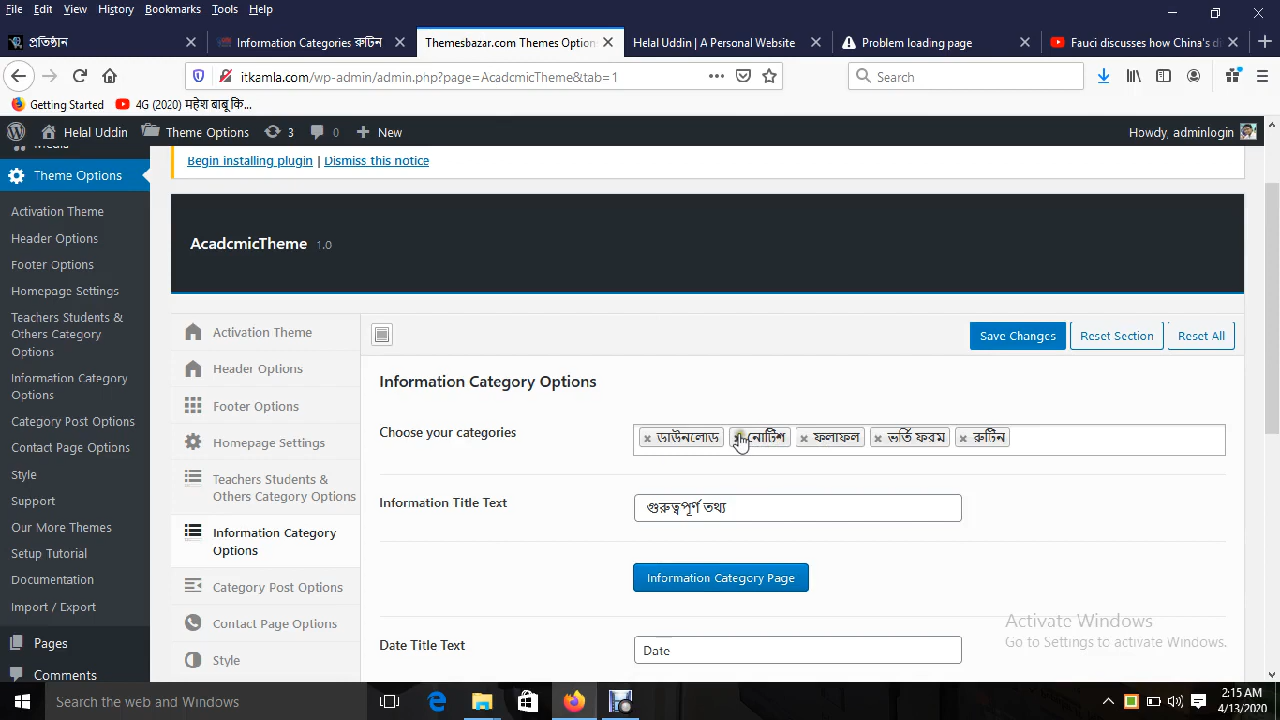 File Edit View History Bookmarks Tools Help
প্রতিষ্ঠান
Information Categories রুটিন
Themesbazar.com Themes Option
Helal Uddin | A Personal Website
Problem loading page
Fauci discusses how China's d
itkamla.com/wp-admin/admin.php?page=AcadcmicTheme&tab=1
Search
Getting Started
4G (2020) महेश बाबू कि...
Helal Uddin
Theme Options
3
0
New
Howdy, adminlogin
Media
Begin installing plugin | Dismiss this notice
Theme Options
Activation Theme
Header Options
Footer Options
Homepage Settings
Teachers Students &
Others Category
Options
Information Category
Options
Category Post Options
Contact Page Options
Style
Support
Our More Themes
Setup Tutorial
Documentation
Import / Export
Pages
Comments
AcadcmicTheme 1.0
Activation Theme
Header Options
Footer Options
Homepage Settings
Teachers Students &
Others Category Options
Information Category
Options
Category Post Options
Contact Page Options
Style
Save Changes
Reset Section
Reset All
Information Category Options
Choose your categories
× ডাউনলোড
নোটিশ
× ফলাফল
× ভর্তি ফরম
× রুটিন
Information Title Text
গুরুত্বপূর্ণ তথ্য
Information Category Page
Date Title Text
Date
Activate Windows
Go to Settings to activate Windows.
Search the web and Windows
2:15 AM
4/13/2020